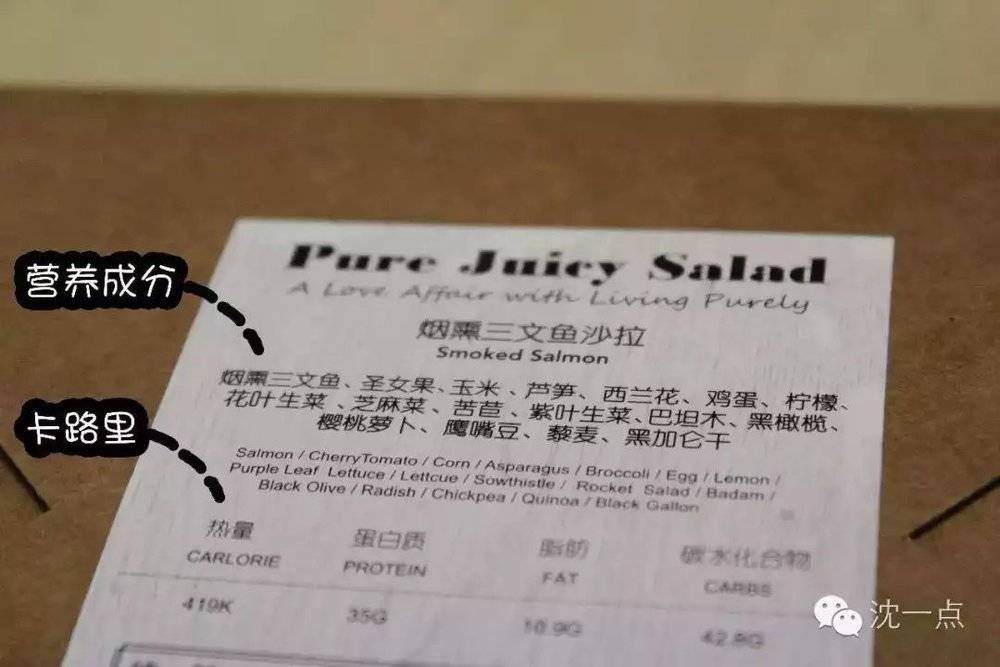 Pure Juicy Salad
A Love Affair with Living Purely
营养成分
烟熏三文鱼沙拉
Smoked Salmon
烟熏三文鱼、圣女果、玉米、芦笋、西兰花、鸡蛋、柠檬、
花叶生菜、芝麻菜、苦苣、紫叶生菜、巴坦木、黑橄榄、
樱桃萝卜、鹰嘴豆、藜麦、黑加仑干
卡路里
Salmon / CherryTomato / Corn / Asparagus / Broccoli / Egg / Lemon /
Purple Leaf Lettuce / Lettcue / Sowthistle / Rocket Salad / Badam /
Black Olive / Radish / Chickpea / Quinoa / Black Gallon
热量 蛋白质 脂肪 碳水化合物
CARLORIE PROTEIN FAT CARBS
419K 35G 10.9G 42.8G
沈一点